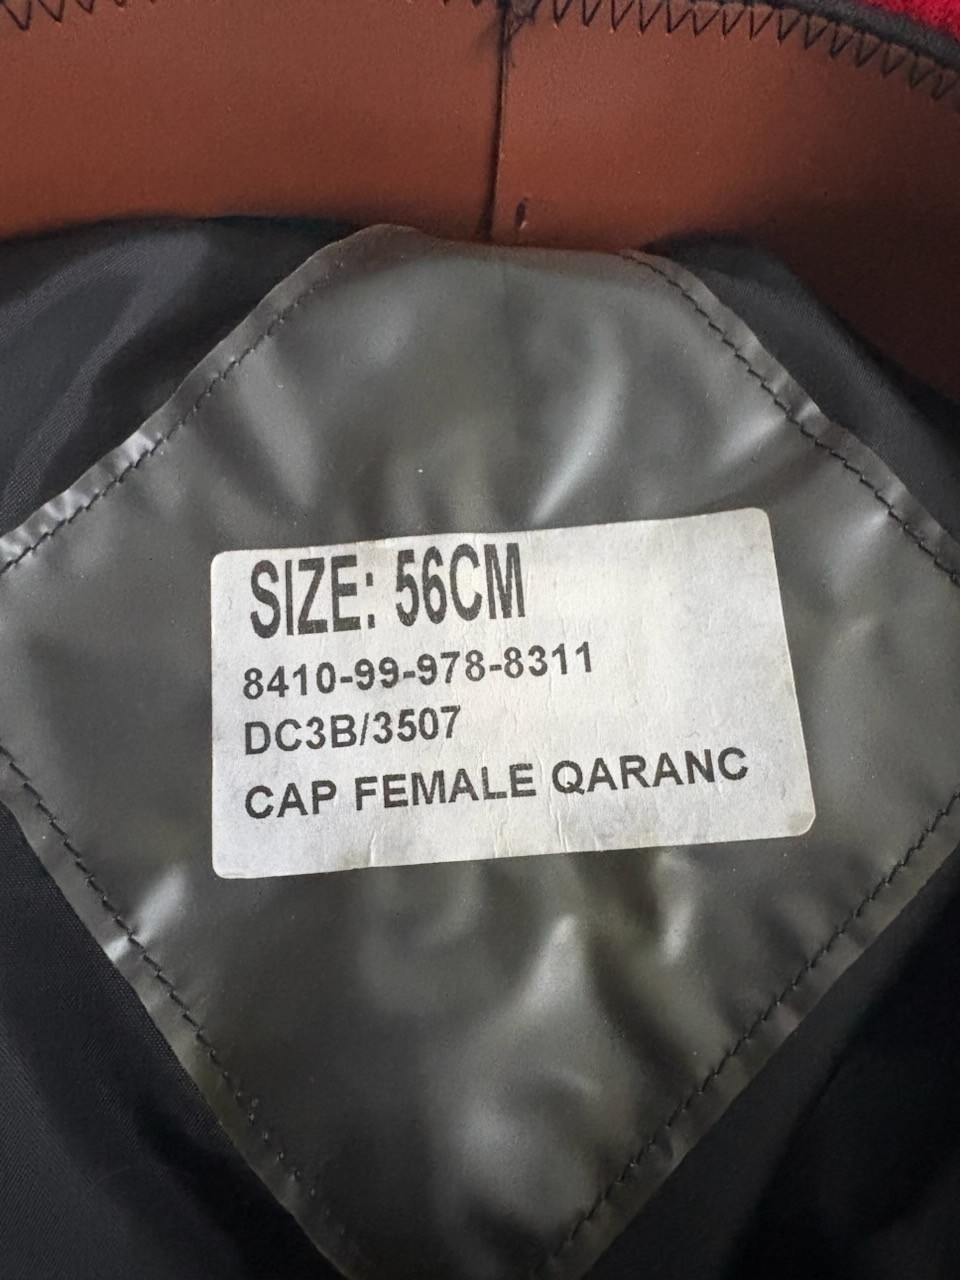 SIZE: 56CM
8410-99-978-8311
DC3B/3507
CAP FEMALE QARANC